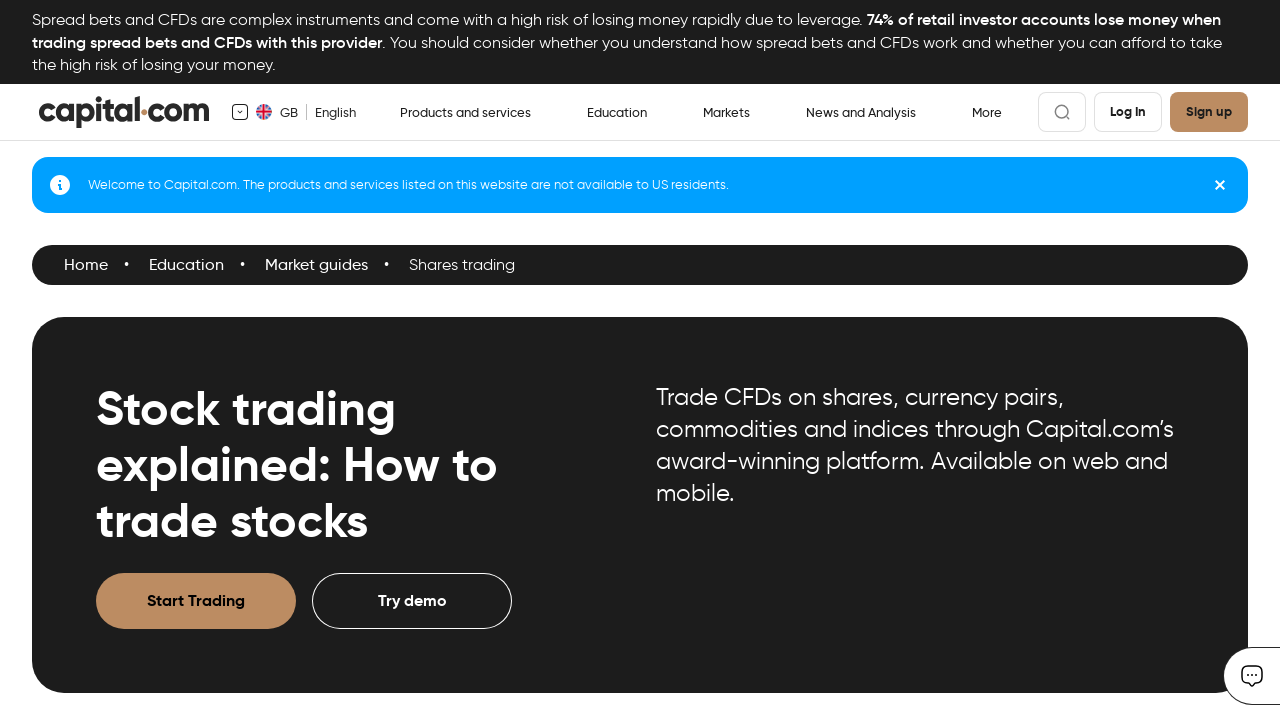 Spread bets and CFDs are complex instruments and come with a high risk of losing money rapidly due to leverage. 74% of retail investor accounts lose money when
trading spread bets and CFDs with this provider. You should consider whether you understand how spread bets and CFDs work and whether you can afford to take
the high risk of losing your money.
capital.com GB English Products and services Education Markets News and Analysis More Log In Sign up
Welcome to Capital.com. The products and services listed on this website are not available to US residents.
Home • Education • Market guides • Shares trading
Stock trading
explained: How to
trade stocks
Trade CFDs on shares, currency pairs,
commodities and indices through Capital.com’s
award-winning platform. Available on web and
mobile.
Start Trading Try demo